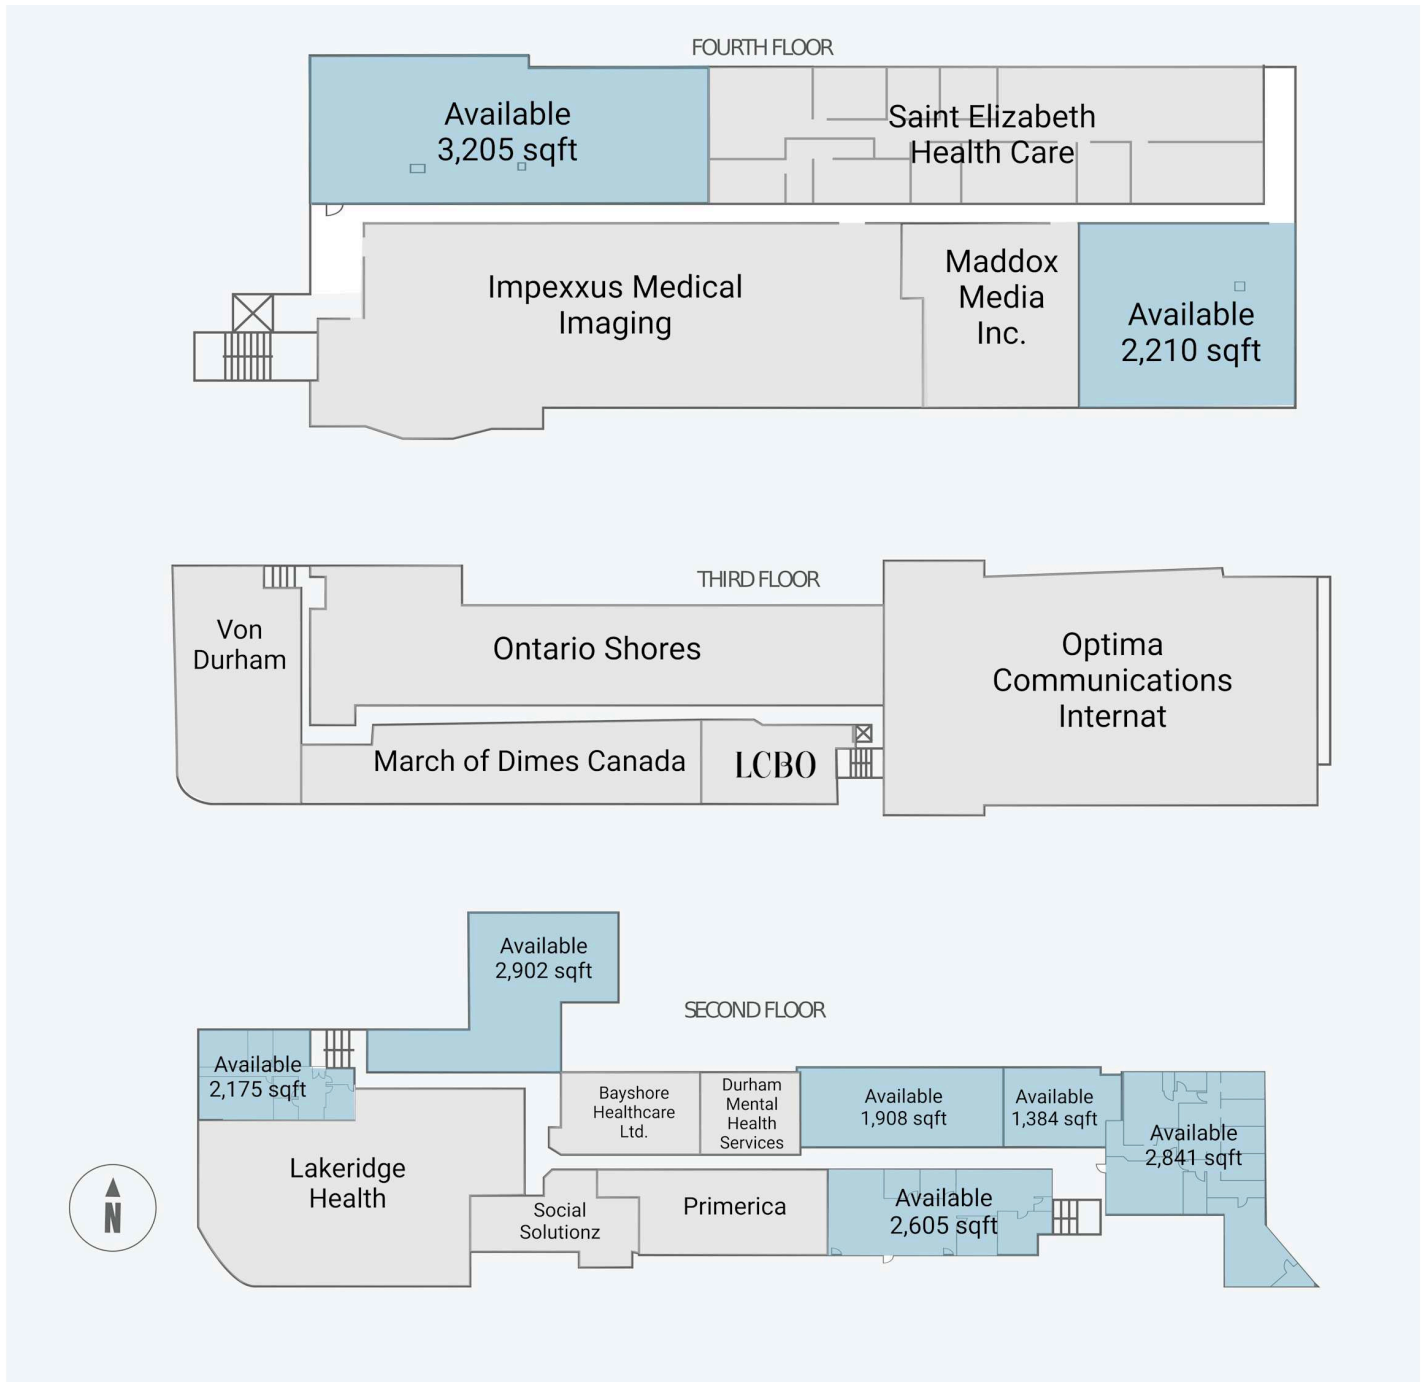 FOURTH FLOOR
Available
3,205 sqft
Saint Elizabeth
Health Care
Impexxus Medical
Imaging
Maddox
Media
Inc.
Available
2,210 sqft
THIRD FLOOR
Von
Durham
Ontario Shores
Optima
Communications
Internat
March of Dimes Canada
LCBO
SECOND FLOOR
Available
2,902 sqft
Available
2,175 sqft
Bayshore
Healthcare
Ltd.
Durham
Mental
Health
Services
Available
1,908 sqft
Available
1,384 sqft
Available
2,841 sqft
Lakeridge
Health
Social
Solutionz
Primerica
Available
2,605 sqft
N